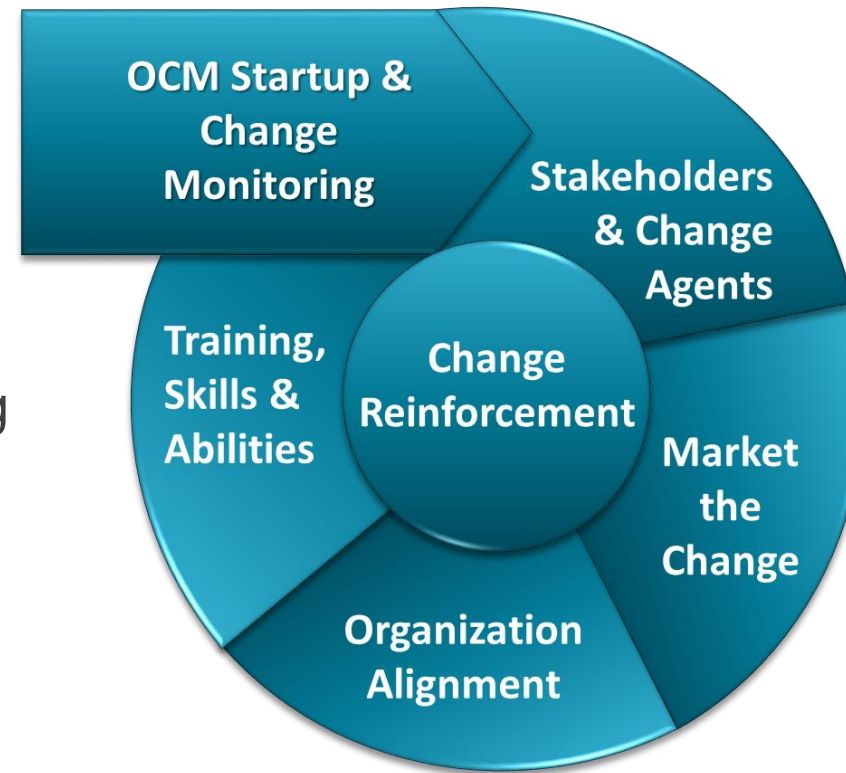 OCM Startup &
Change
Monitoring
Stakeholders
& Change
Agents
Market
the
Change
Organization
Alignment
Training,
Skills &
Abilities
Change
Reinforcement
g